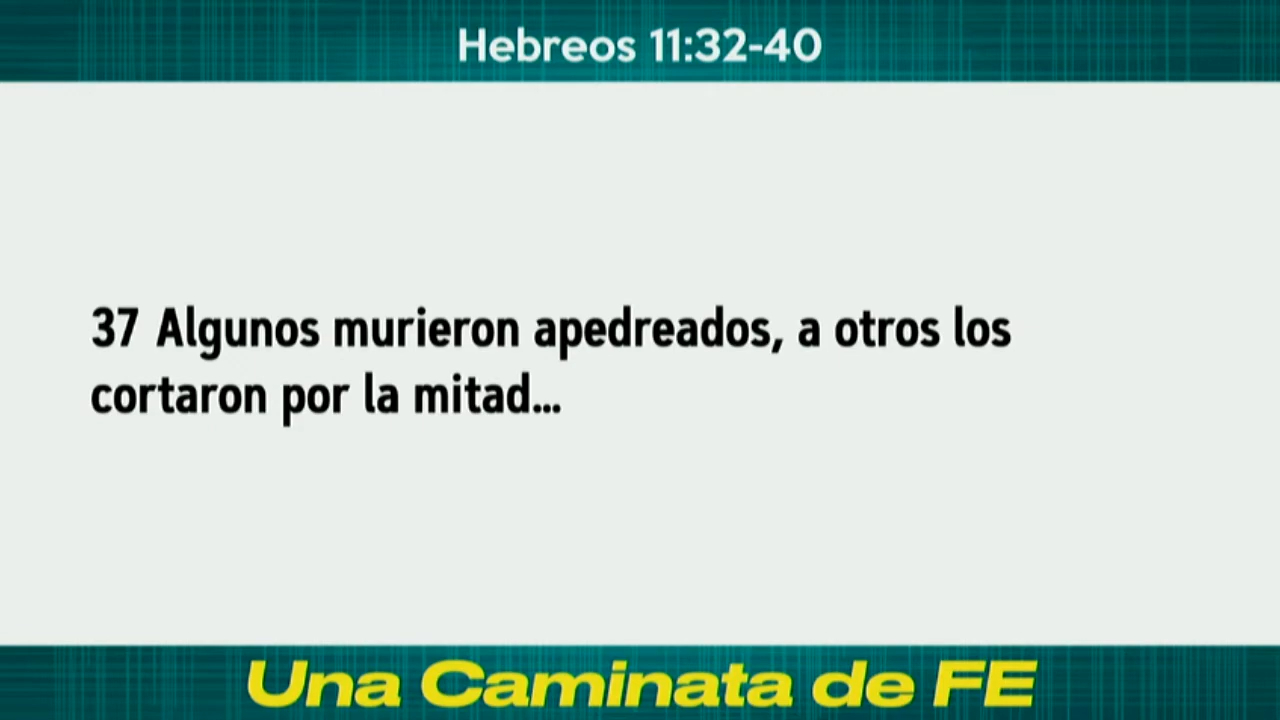 Hebreos 11:32-40
37 Algunos murieron apedreados, a otros los
cortaron por la mitad...
Una Caminata de FE